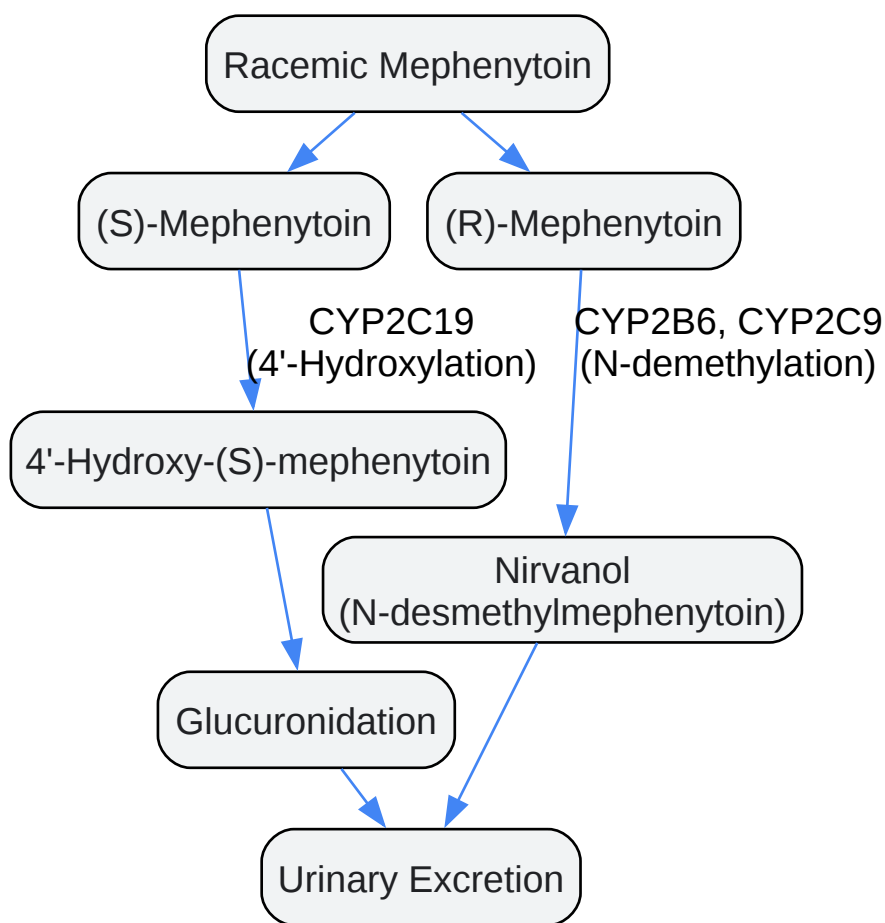 Racemic Mephenytoin
(S)-Mephenytoin
(R)-Mephenytoin
CYP2C19
(4'-Hydroxylation)
CYP2B6, CYP2C9
(N-demethylation)
4'-Hydroxy-(S)-mephenytoin
Nirvanol
(N-desmethylmephenytoin)
Glucuronidation
Urinary Excretion